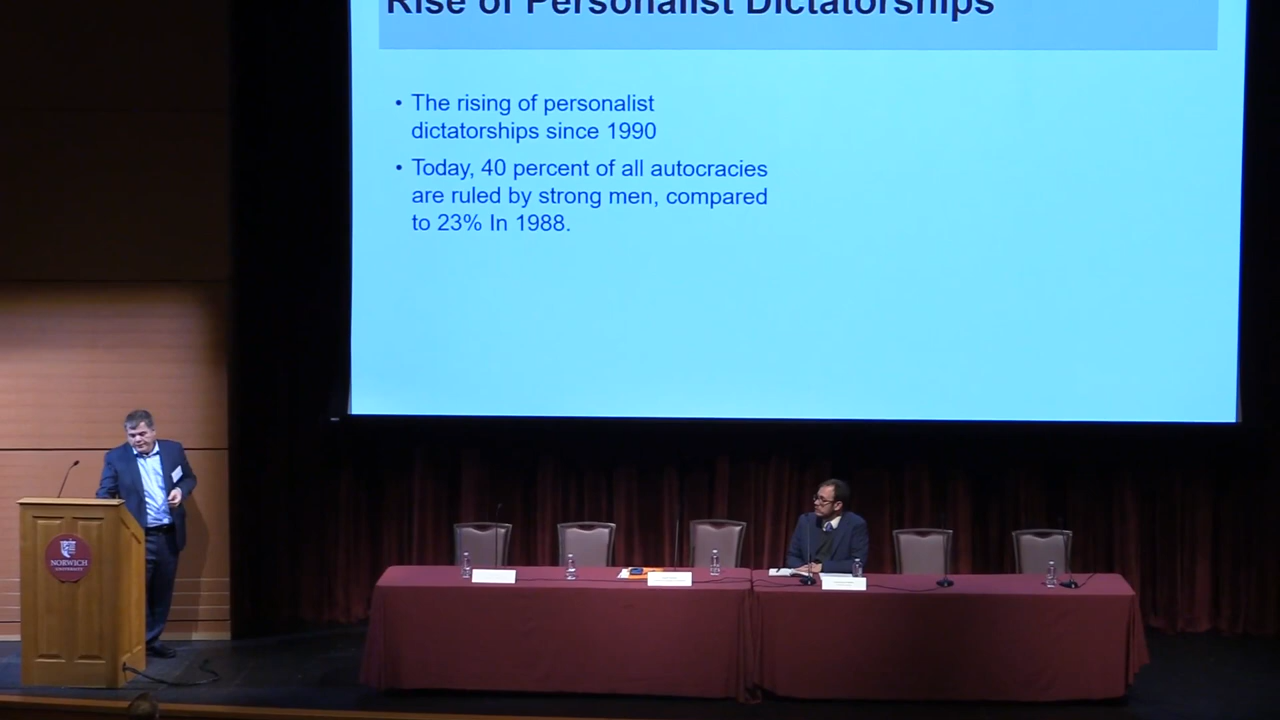 Rise of Personalist Dictatorships
• The rising of personalist
dictatorships since 1990
• Today, 40 percent of all autocracies
are ruled by strong men, compared
to 23% In 1988.
NORWICH
UNIVERSITY